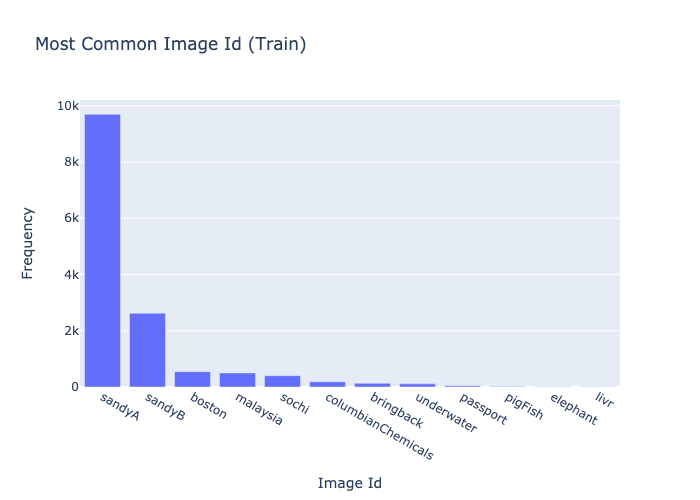 Most Common Image Id (Train)
10k
8k
6k
4k
2k
0
Frequency
sandyA
sandyB
boston
malaysia
sochi
columbianChemicals
bringback
underwater
passport
pigFish
elephant
livr
Image Id